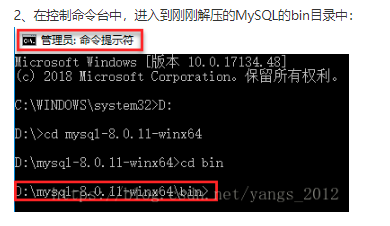 2、在控制命令台中，进入到刚刚解压的MySQL的bin目录中：
管理员: 命令提示符
Microsoft Windows [版本 10.0.17134.48]
(c) 2018 Microsoft Corporation。保留所有权利。
C:\WINDOWS\system32>D:
D:\>cd mysql-8.0.11-winx64
D:\mysql-8.0.11-winx64>cd bin
D:\mysql-8.0.11-winx64\bin>
https://blog.csdn.net/yangs_2012